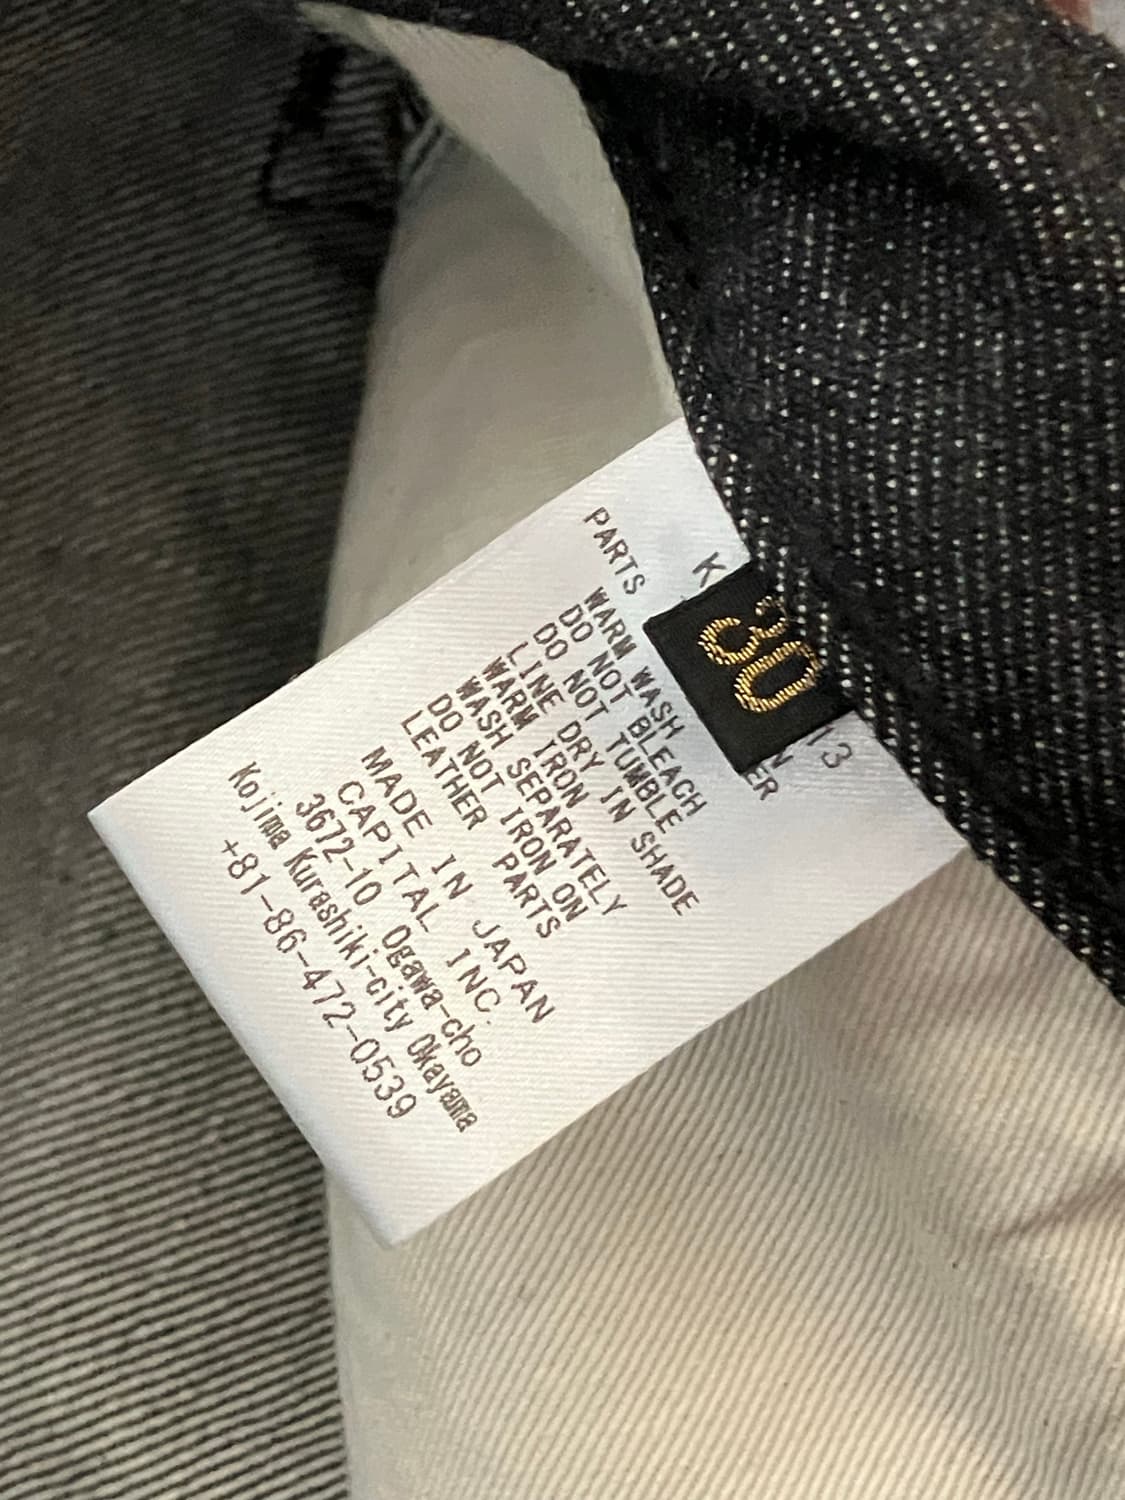 K
13
30
PARTS
WARM WASH
DO NOT BLEACH
DO NOT TUMBLE
LINE DRY IN SHADE
WARM IRON
WASH SEPARATELY
DO NOT IRON ON
LEATHER PARTS
MADE IN JAPAN
CAPITAL INC.
3672-10 Ogawa-cho
Kojima Kurashiki-city Okayama
+81-86-472-0539